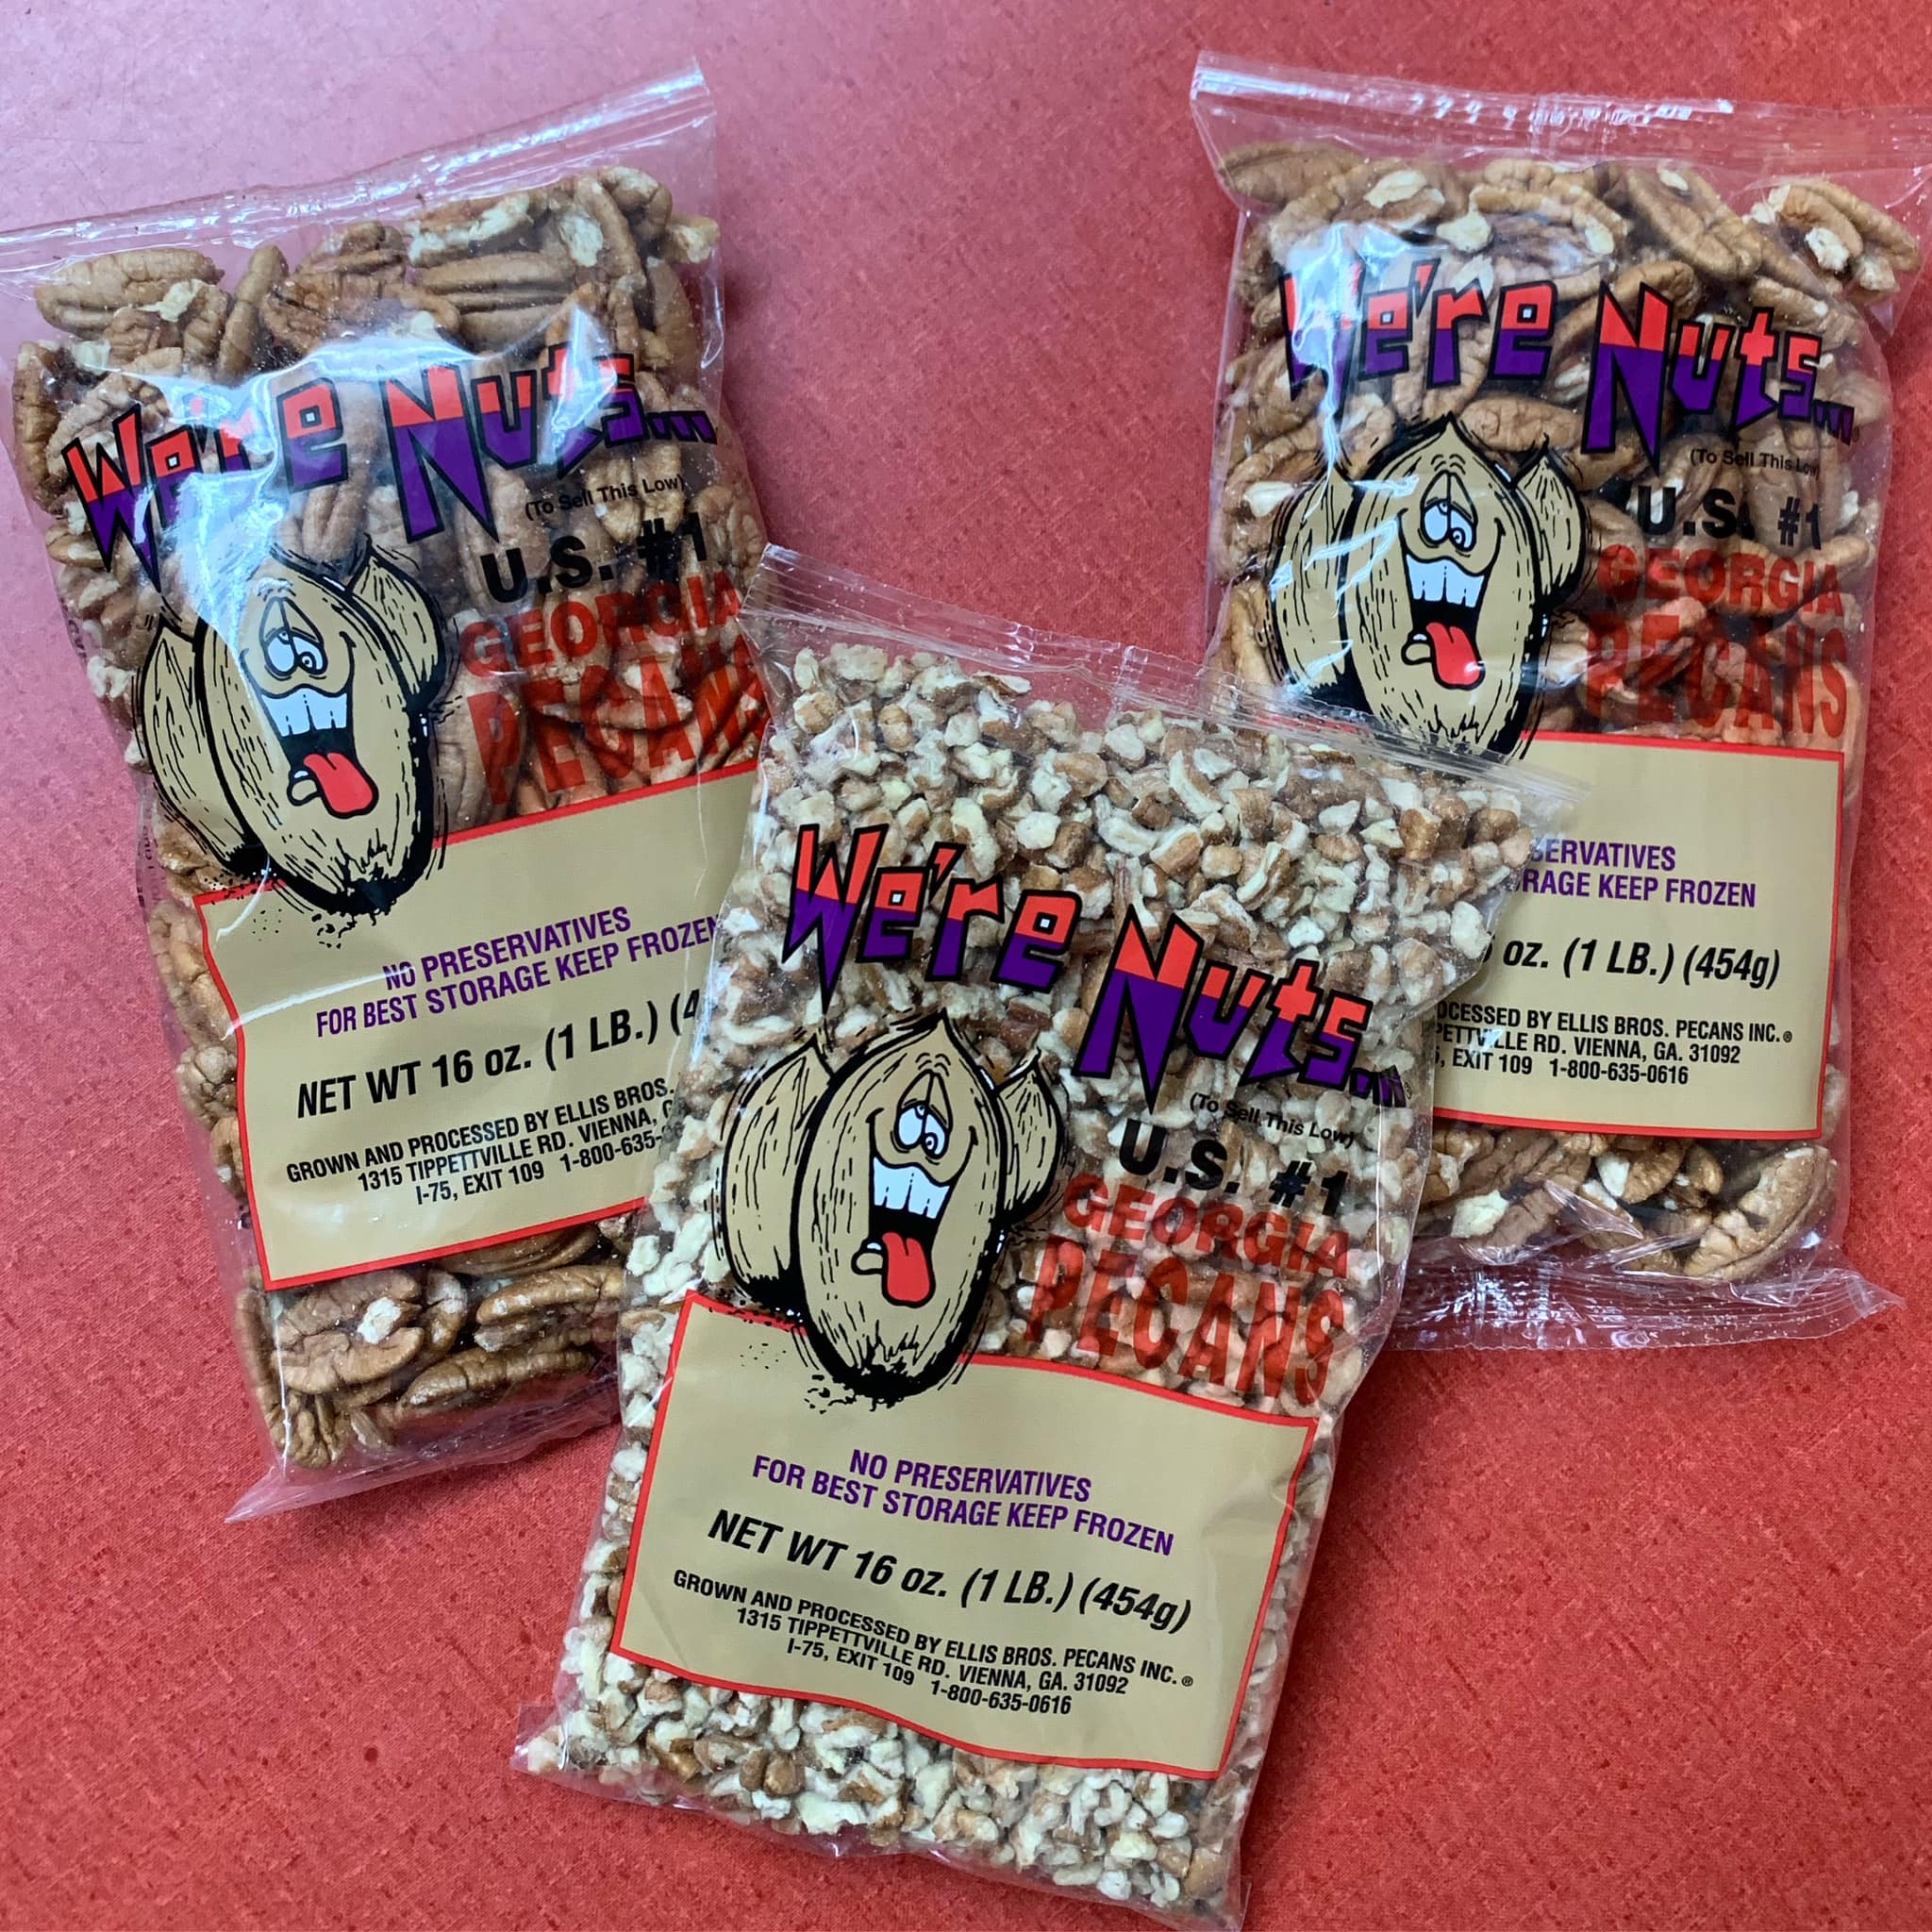 We're Nuts...
(To Sell This Low)
U.S. #1
GEORGIA
PECANS
NO PRESERVATIVES
FOR BEST STORAGE KEEP FROZEN
NET WT 16 oz. (1 LB.) (4
GROWN AND PROCESSED BY ELLIS BROS.
1315 TIPPETTVILLE RD. VIENNA, G
I-75, EXIT 109 1-800-635-
We're Nuts...
(To Sell This Low)
U.S. #1
GEORGIA
PECANS
SERVATIVES
RAGE KEEP FROZEN
oz. (1 LB.) (454g)
OCESSED BY ELLIS BROS. PECANS INC.®
PETTVILLE RD. VIENNA, GA. 31092
, EXIT 109 1-800-635-0616
We're Nuts...
(To Sell This Low)
U.S. #1
GEORGIA
PECANS
NO PRESERVATIVES
FOR BEST STORAGE KEEP FROZEN
NET WT 16 oz. (1 LB.) (454g)
GROWN AND PROCESSED BY ELLIS BROS. PECANS INC.®
1315 TIPPETTVILLE RD. VIENNA, GA. 31092
I-75, EXIT 109 1-800-635-0616